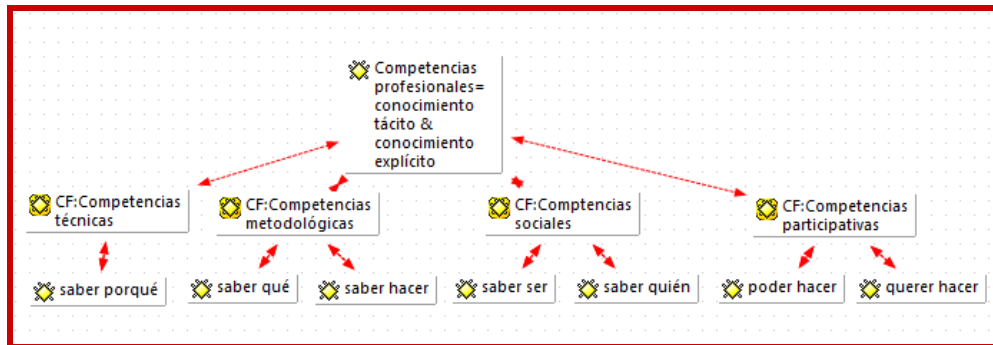 Competencias
profesionales=
conocimiento
tácito &
conocimiento
explícito
CF:Competencias
técnicas
CF:Competencias
metodológicas
CF:Comptencias
sociales
CF:Competencias
participativas
saber porqué
saber qué
saber hacer
saber ser
saber quién
poder hacer
querer hacer